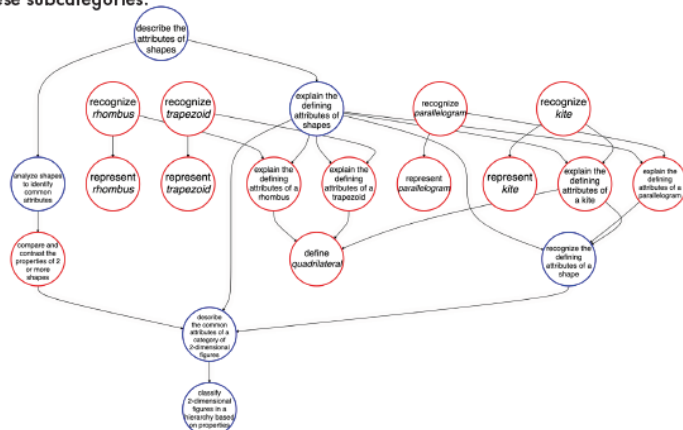 ese subcategories.
describe the
attributes of
shapes
recognize
rhombus
recognize
trapezoid
explain the
defining
attributes of
shapes
recognize
parallelogram
recognize
kite
analyze shapes
to identify
common
attributes
represent
rhombus
represent
trapezoid
explain the
defining
attributes of a
rhombus
explain the
defining
attributes of a
trapezoid
represent
parallelogram
represent
kite
explain the
defining
attributes of
a kite
explain the
defining
attributes of a
parallelogram
compare and
contrast the
properties of 2
or more
shapes
define
quadrilateral
recognize the
defining
attributes of a
shape
describe
the common
attributes of a
category of
2-dimensional
figures
classify
2-dimensional
figures in a
hierarchy based
on properties